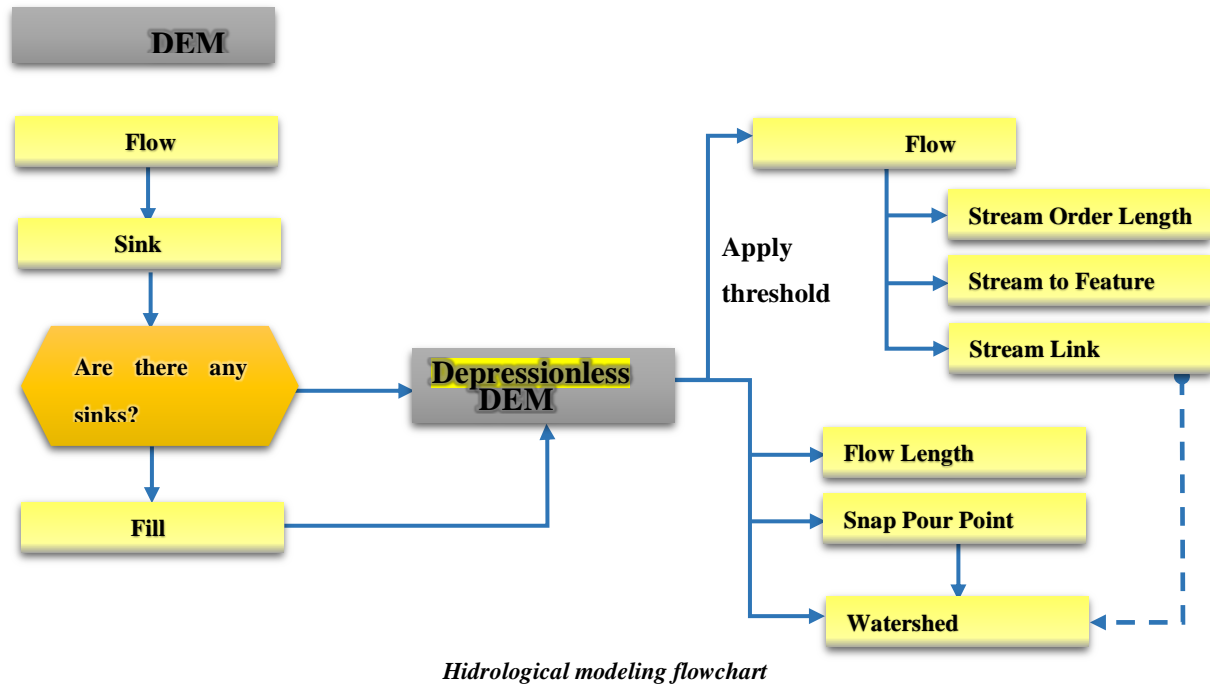 DEM
Flow
Sink
Are there any
sinks?
Fill
Depressionless
DEM
Apply
threshold
Flow
Stream Order Length
Stream to Feature
Stream Link
Flow Length
Snap Pour Point
Watershed
Hidrological modeling flowchart